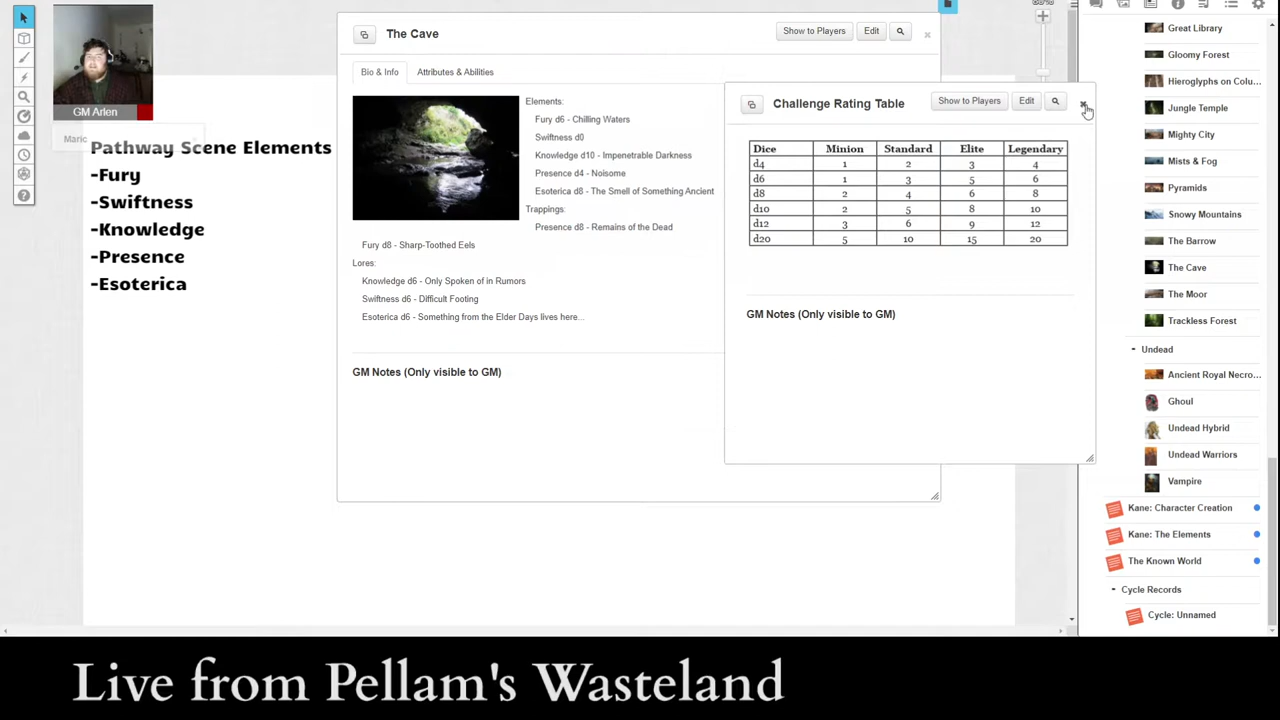 GM Arlen
Maric
Pathway Scene Elements
-Fury
-Swiftness
-Knowledge
-Presence
-Esoterica
The Cave
Show to Players
Edit
Bio & Info
Attributes & Abilities
Elements:
Fury d6 - Chilling Waters
Swiftness d0
Knowledge d10 - Impenetrable Darkness
Presence d4 - Noisome
Esoterica d8 - The Smell of Something Ancient
Trappings:
Presence d8 - Remains of the Dead
Fury d8 - Sharp-Toothed Eels
Lores:
Knowledge d6 - Only Spoken of in Rumors
Swiftness d6 - Difficult Footing
Esoterica d6 - Something from the Elder Days lives here...
GM Notes (Only visible to GM)
Challenge Rating Table
Show to Players
Edit
Dice Minion Standard Elite Legendary
d4 1 2 3 4
d6 1 3 5 6
d8 2 4 6 8
d10 2 5 8 10
d12 3 6 9 12
d20 5 10 15 20
GM Notes (Only visible to GM)
Great Library
Gloomy Forest
Hieroglyphs on Colu...
Jungle Temple
Mighty City
Mists & Fog
Pyramids
Snowy Mountains
The Barrow
The Cave
The Moor
Trackless Forest
Undead
Ancient Royal Necro...
Ghoul
Undead Hybrid
Undead Warriors
Vampire
Kane: Character Creation
Kane: The Elements
The Known World
Cycle Records
Cycle: Unnamed
Live from Pellam's Wasteland